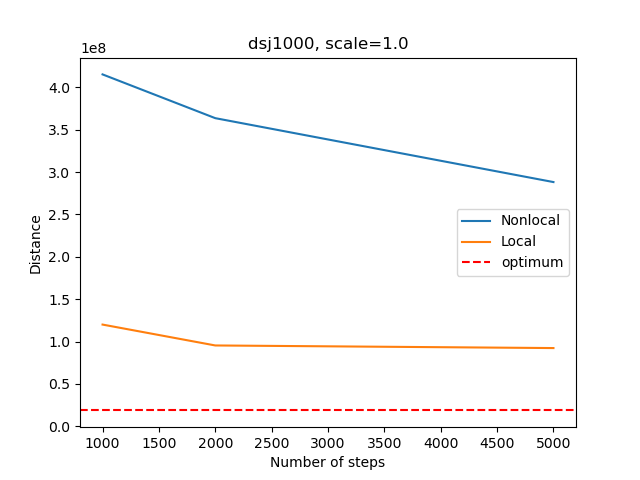 dsj1000, scale=1.0
1e8
4.0
3.5
3.0
2.5
2.0
1.5
1.0
0.5
0.0
Distance
Nonlocal
Local
optimum
1000 1500 2000 2500 3000 3500 4000 4500 5000
Number of steps